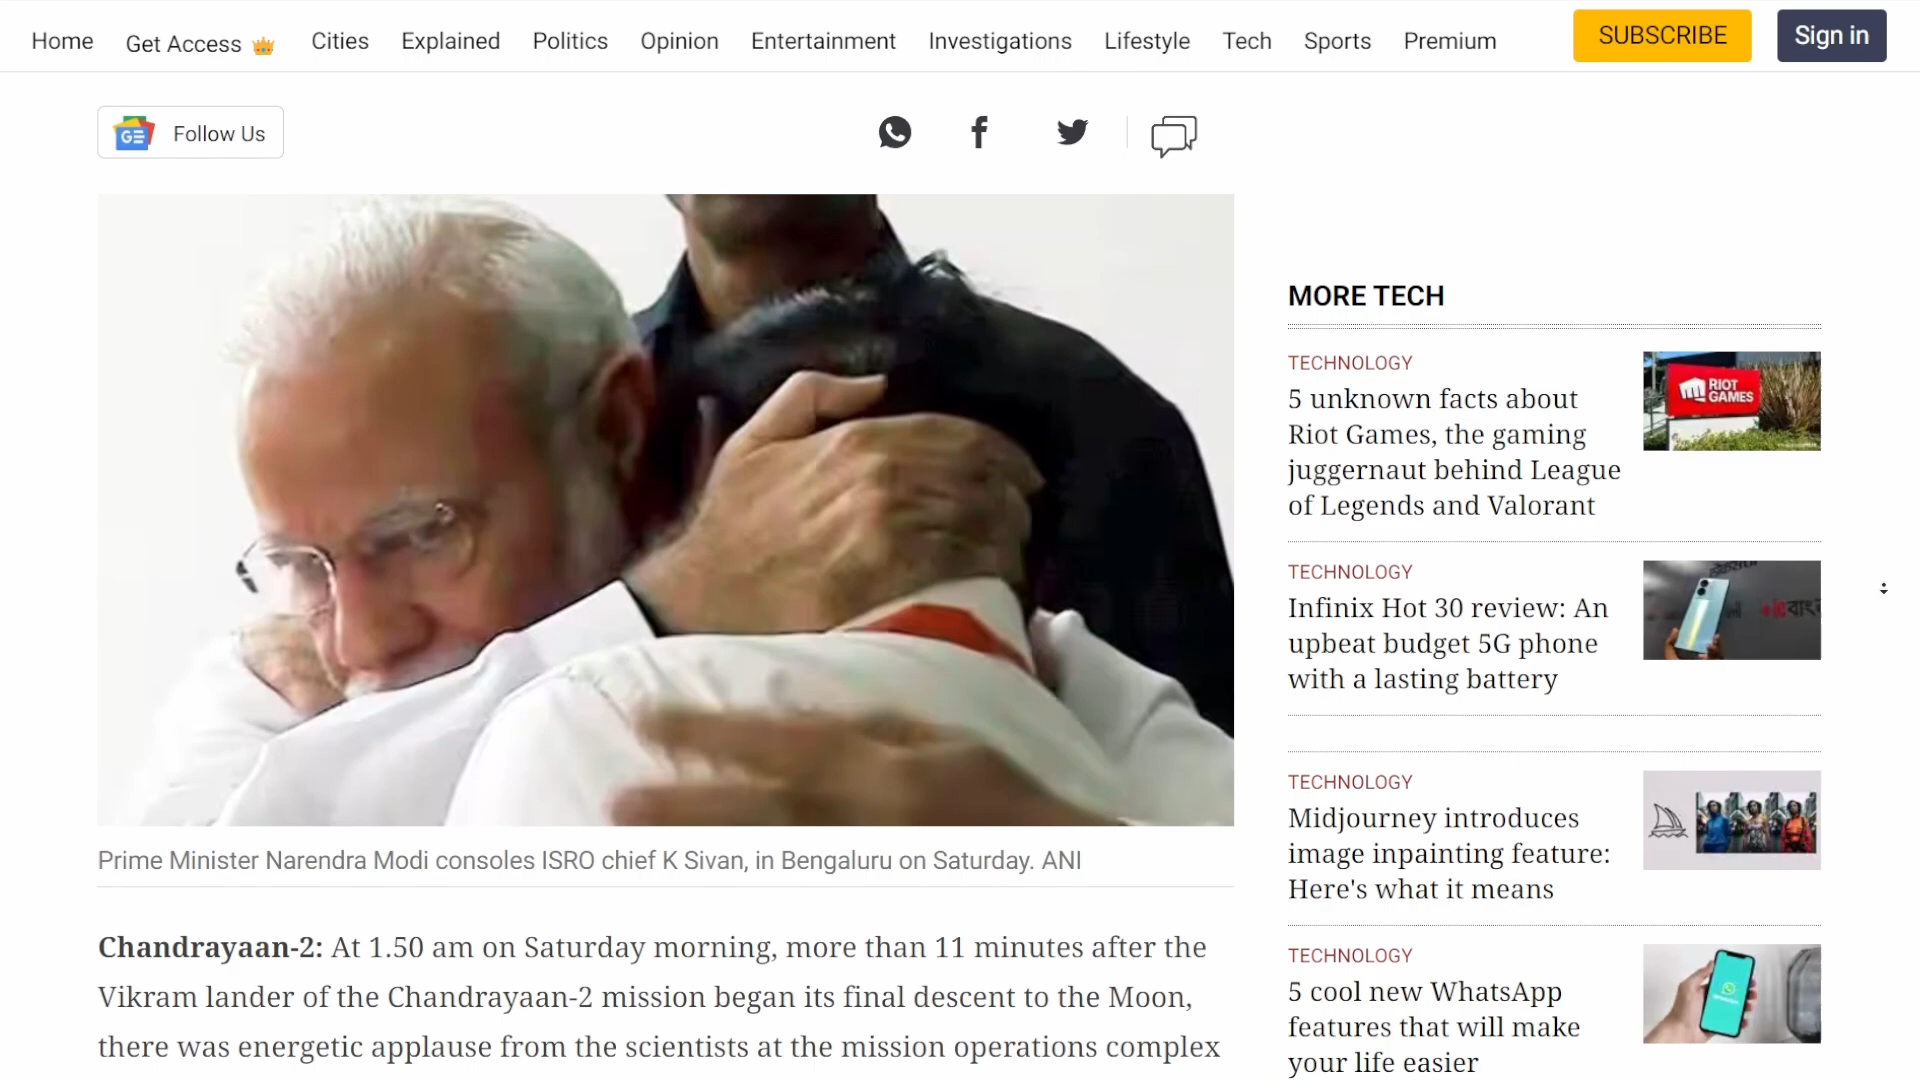 Home Get Access Cities Explained Politics Opinion Entertainment Investigations Lifestyle Tech Sports Premium SUBSCRIBE Sign in
GE Follow Us
Prime Minister Narendra Modi consoles ISRO chief K Sivan, in Bengaluru on Saturday. ANI
Chandrayaan-2: At 1.50 am on Saturday morning, more than 11 minutes after the
Vikram lander of the Chandrayaan-2 mission began its final descent to the Moon,
there was energetic applause from the scientists at the mission operations complex
MORE TECH
TECHNOLOGY
5 unknown facts about
Riot Games, the gaming
juggernaut behind League
of Legends and Valorant
RIOT
GAMES
TECHNOLOGY
Infinix Hot 30 review: An
upbeat budget 5G phone
with a lasting battery
TECHNOLOGY
Midjourney introduces
image inpainting feature:
Here's what it means
TECHNOLOGY
5 cool new WhatsApp
features that will make
your life easier